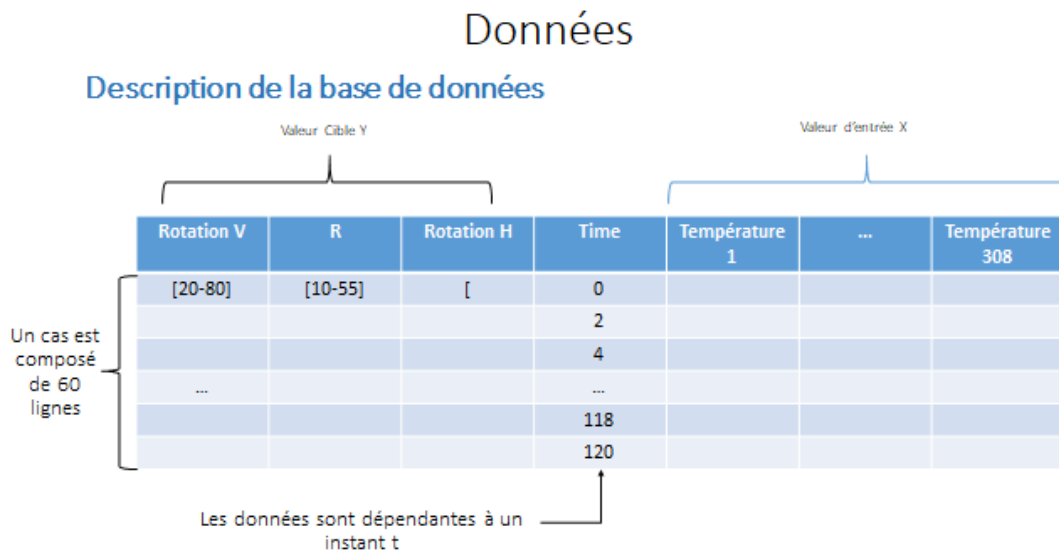 Données
Description de la base de données
Valeur Cible Y
Valeur d'entrée X
Rotation V R Rotation H Time Température 1 ... Température 308
[20-80] [10-55] [ 0
2
4
... ...
118
120
Un cas est
composé
de 60
lignes
Les données sont dépendantes à un
instant t